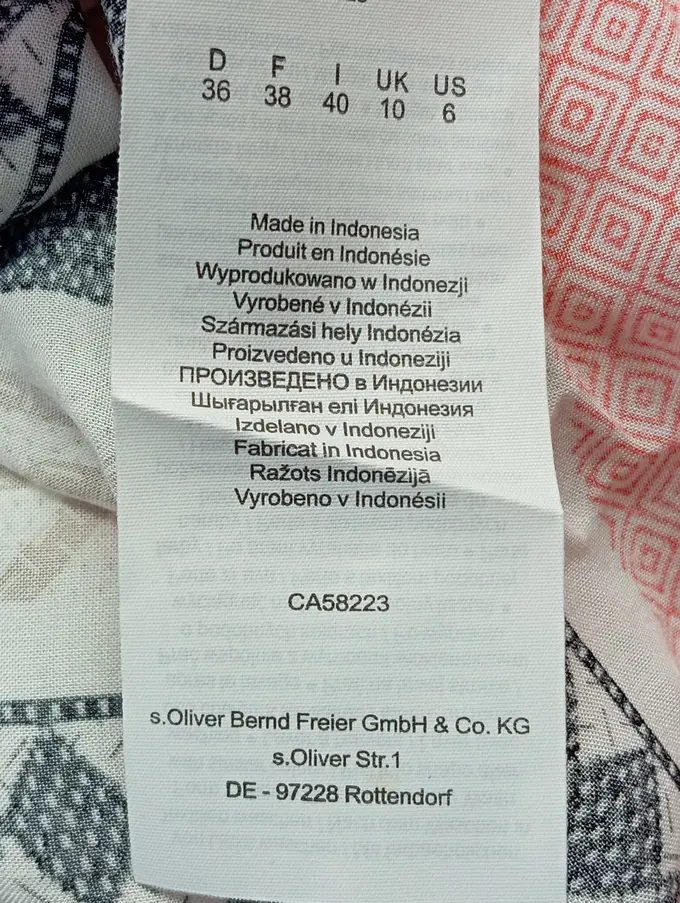 D F I UK US
36 38 40 10 6
Made in Indonesia
Produit en Indonésie
Wyprodukowano w Indonezji
Vyrobené v Indonézii
Származási hely Indonézia
Proizvedeno u Indoneziji
ПРОИЗВЕДЕНО в Индонезии
Шығарылған елі Индонезия
Izdelano v Indoneziji
Fabricat in Indonesia
Ražots Indonēzijā
Vyrobeno v Indonésii
CA58223
s.Oliver Bernd Freier GmbH & Co. KG
s.Oliver Str.1
DE - 97228 Rottendorf